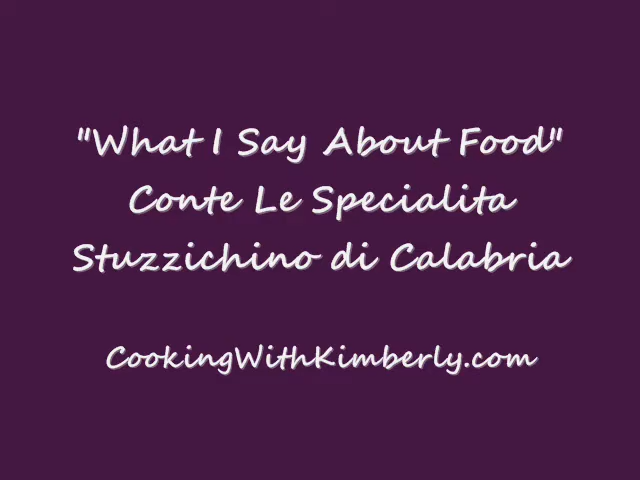 "What I Say About Food"
Conte Le Specialita
Stuzzichino di Calabria
CookingWithKimberly.com